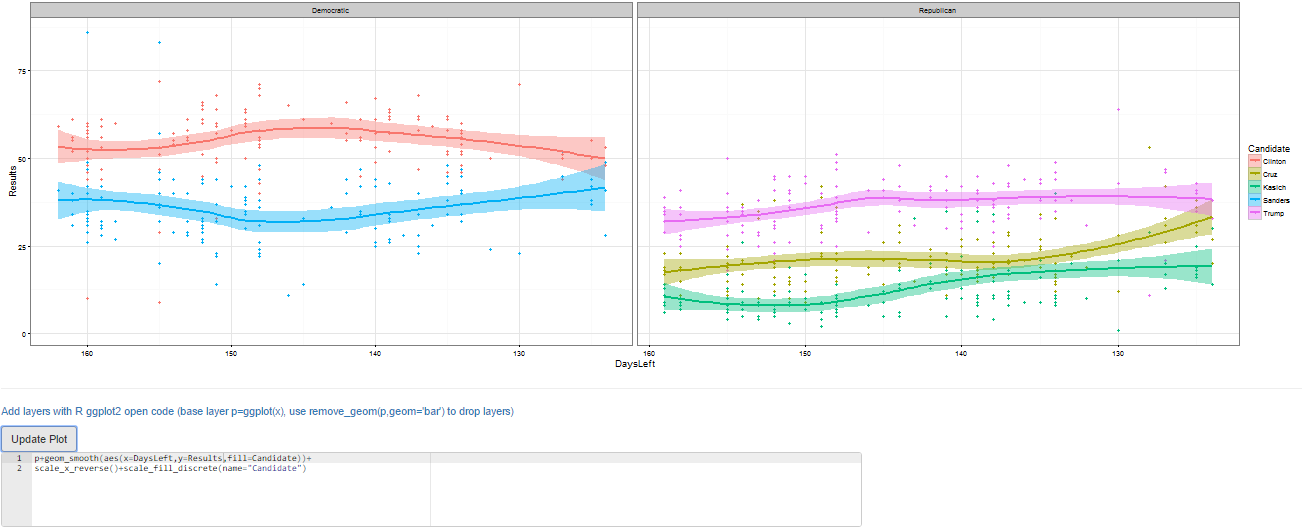 Democratic
Republican
Results
75
50
25
0
160
150
140
130
160
150
140
130
DaysLeft
Candidate
Clinton
Cruz
Kasich
Sanders
Trump
Add layers with R ggplot2 open code (base layer p=ggplot(x), use remove_geom(p,geom='bar') to drop layers)
Update Plot
1 p+geom_smooth(aes(x=DaysLeft,y=Results,fill=Candidate))+
2 scale_x_reverse()+scale_fill_discrete(name="Candidate")